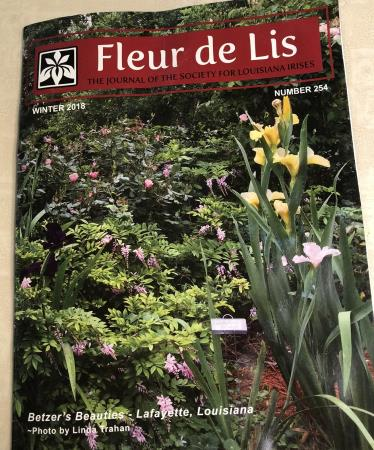 Fleur de Lis
THE JOURNAL OF THE SOCIETY FOR LOUISIANA IRISES
WINTER 2018
NUMBER 254
Betzer's Beauties - Lafayette, Louisiana
~Photo by Linda Trahan